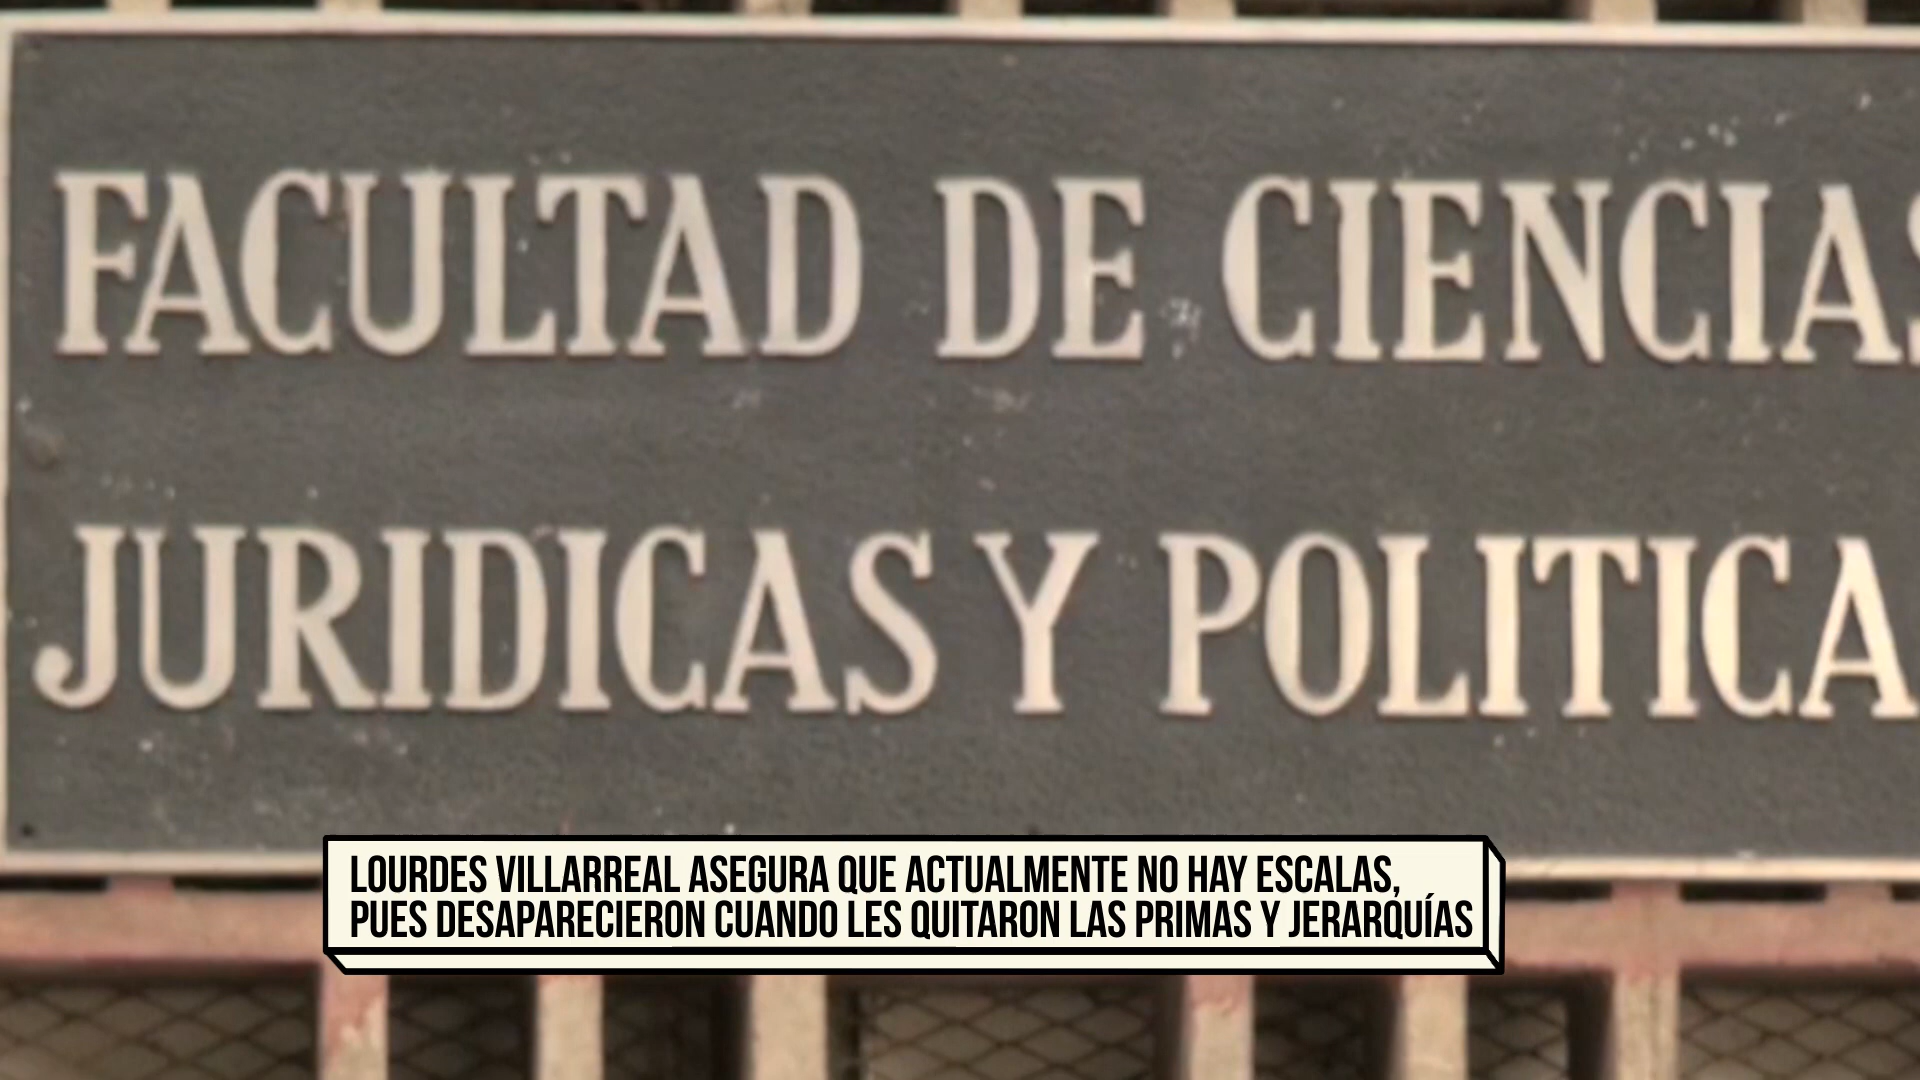 FACULTAD DE CIENCIAS
JURIDICAS Y POLITICA
LOURDES VILLARREAL ASEGURA QUE ACTUALMENTE NO HAY ESCALAS,
PUES DESAPARECIERON CUANDO LES QUITARON LAS PRIMAS Y JERARQUÍAS